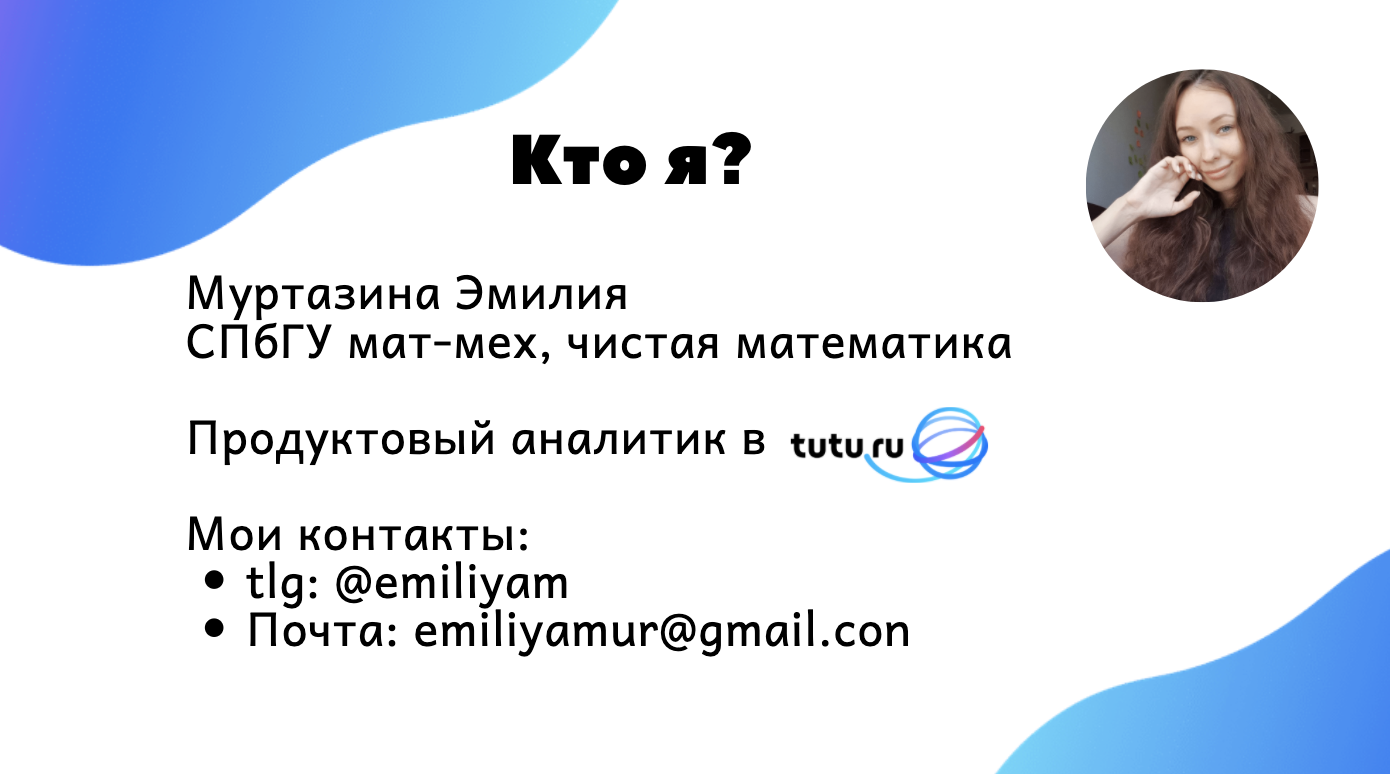 Кто я?
Муртазина Эмилия
СПбГУ мат-мех, чистая математика
Продуктовый аналитик в tutu.ru
Мои контакты:
• tlg: @emiliyam
• Почта: emiliyamur@gmail.con